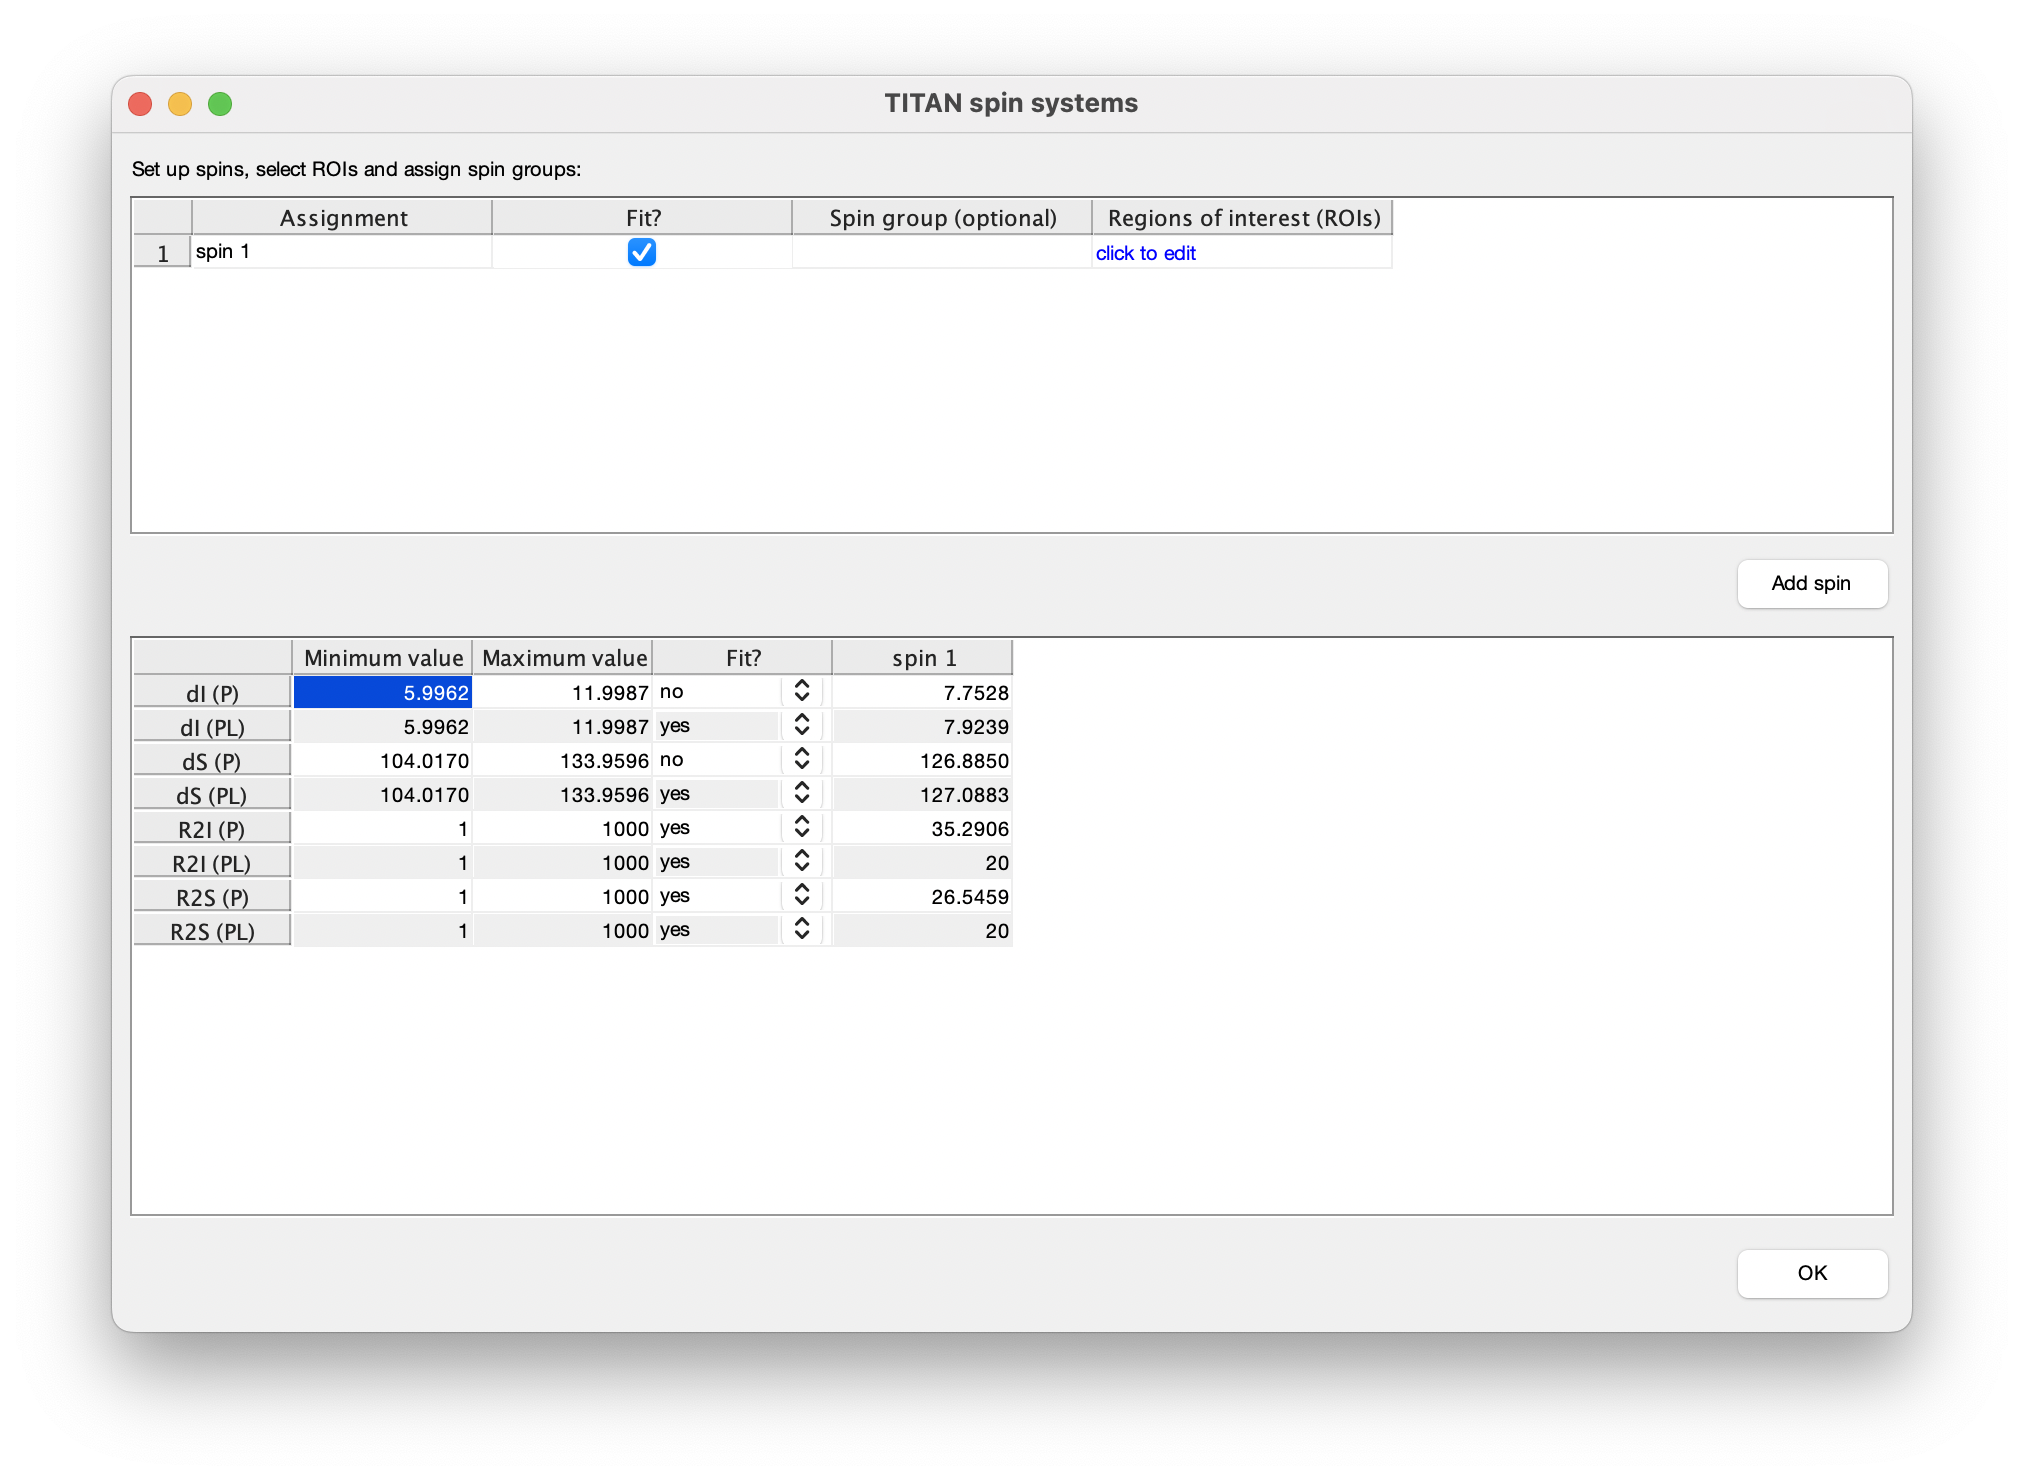 TITAN spin systems
Set up spins, select ROIs and assign spin groups:
Assignment Fit? Spin group (optional) Regions of interest (ROIs)
1 spin 1 click to edit
Add spin
Minimum value Maximum value Fit? spin 1
dI (P) 5.9962 11.9987 no 7.7528
dI (PL) 5.9962 11.9987 yes 7.9239
dS (P) 104.0170 133.9596 no 126.8850
dS (PL) 104.0170 133.9596 yes 127.0883
R2I (P) 1 1000 yes 35.2906
R2I (PL) 1 1000 yes 20
R2S (P) 1 1000 yes 26.5459
R2S (PL) 1 1000 yes 20
OK